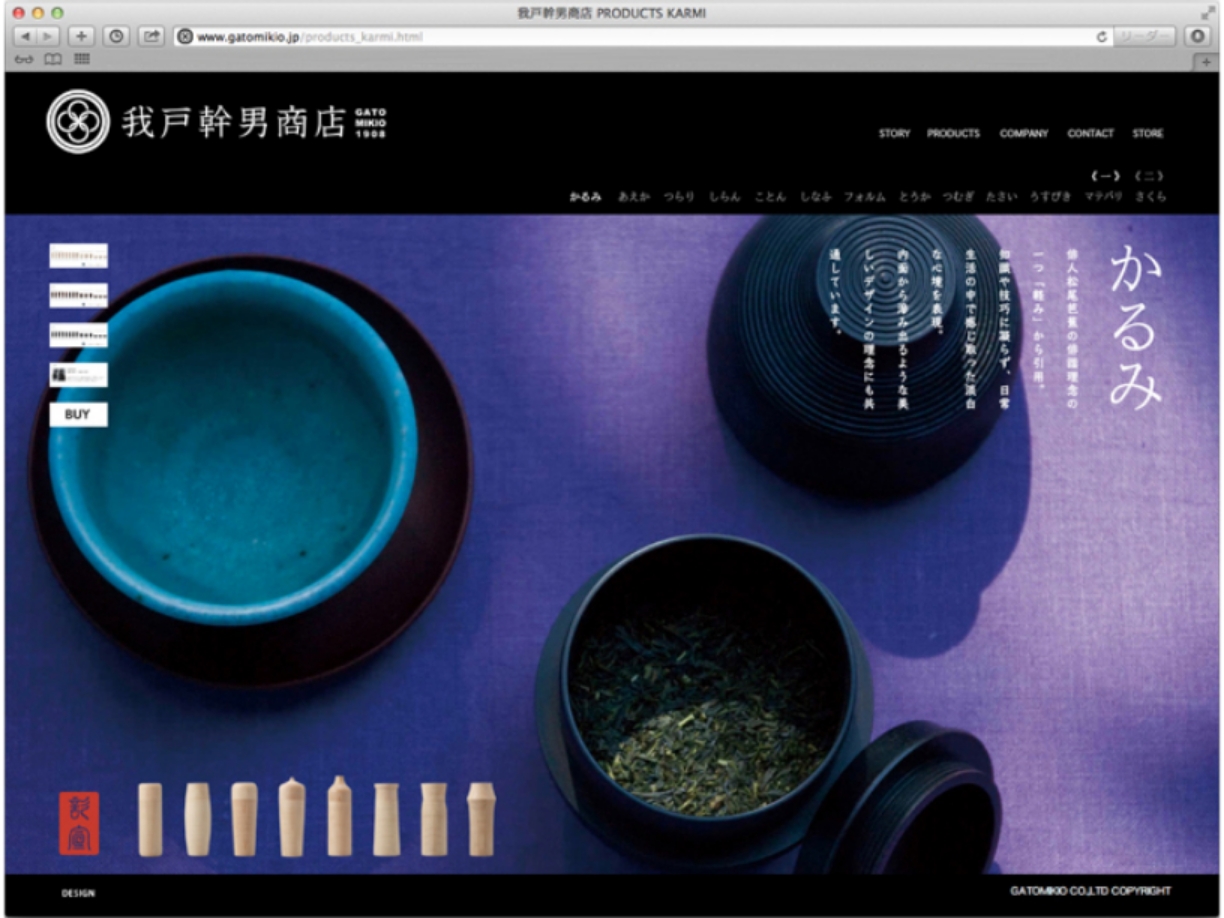 我戸幹男商店 PRODUCTS KARMI
www.gatomikio.jp/products_karmi.html
リーダー
我戸幹男商店
GATO
MIKIO
1908
STORY PRODUCTS COMPANY CONTACT STORE
《一》 《二》
かるみ あえか つらり しらん ことん しなふ フォルム とうか つむぎ たさい うすびき マテバリ さくら
かるみ
俳人松尾芭蕉の俳諧理念の
一つ「軽み」から引用。
知識や技巧に凝らず、日常
生活の中で感じ取った淡白
な心境を表現。
内面から滲み出るような美
しいデザインの理念にも共
通しています。
BUY
DESIGN
GATOMIKIO CO.,LTD COPYRIGHT